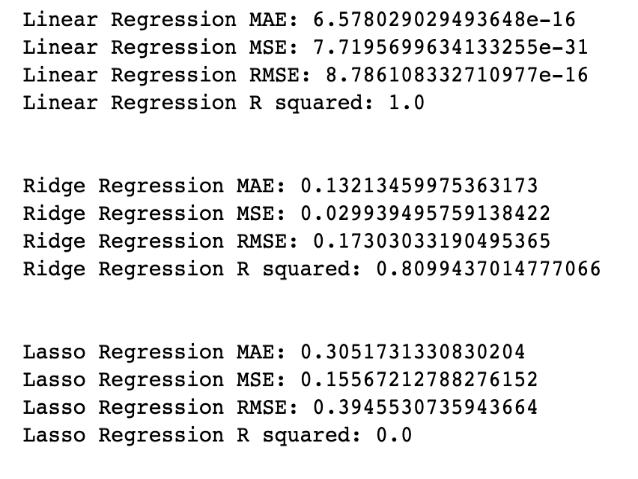 Linear Regression MAE: 6.578029029493648e-16
Linear Regression MSE: 7.7195699634133255e-31
Linear Regression RMSE: 8.786108332710977e-16
Linear Regression R squared: 1.0
Ridge Regression MAE: 0.13213459975363173
Ridge Regression MSE: 0.029939495759138422
Ridge Regression RMSE: 0.17303033190495365
Ridge Regression R squared: 0.8099437014777066
Lasso Regression MAE: 0.3051731330830204
Lasso Regression MSE: 0.15567212788276152
Lasso Regression RMSE: 0.3945530735943664
Lasso Regression R squared: 0.0